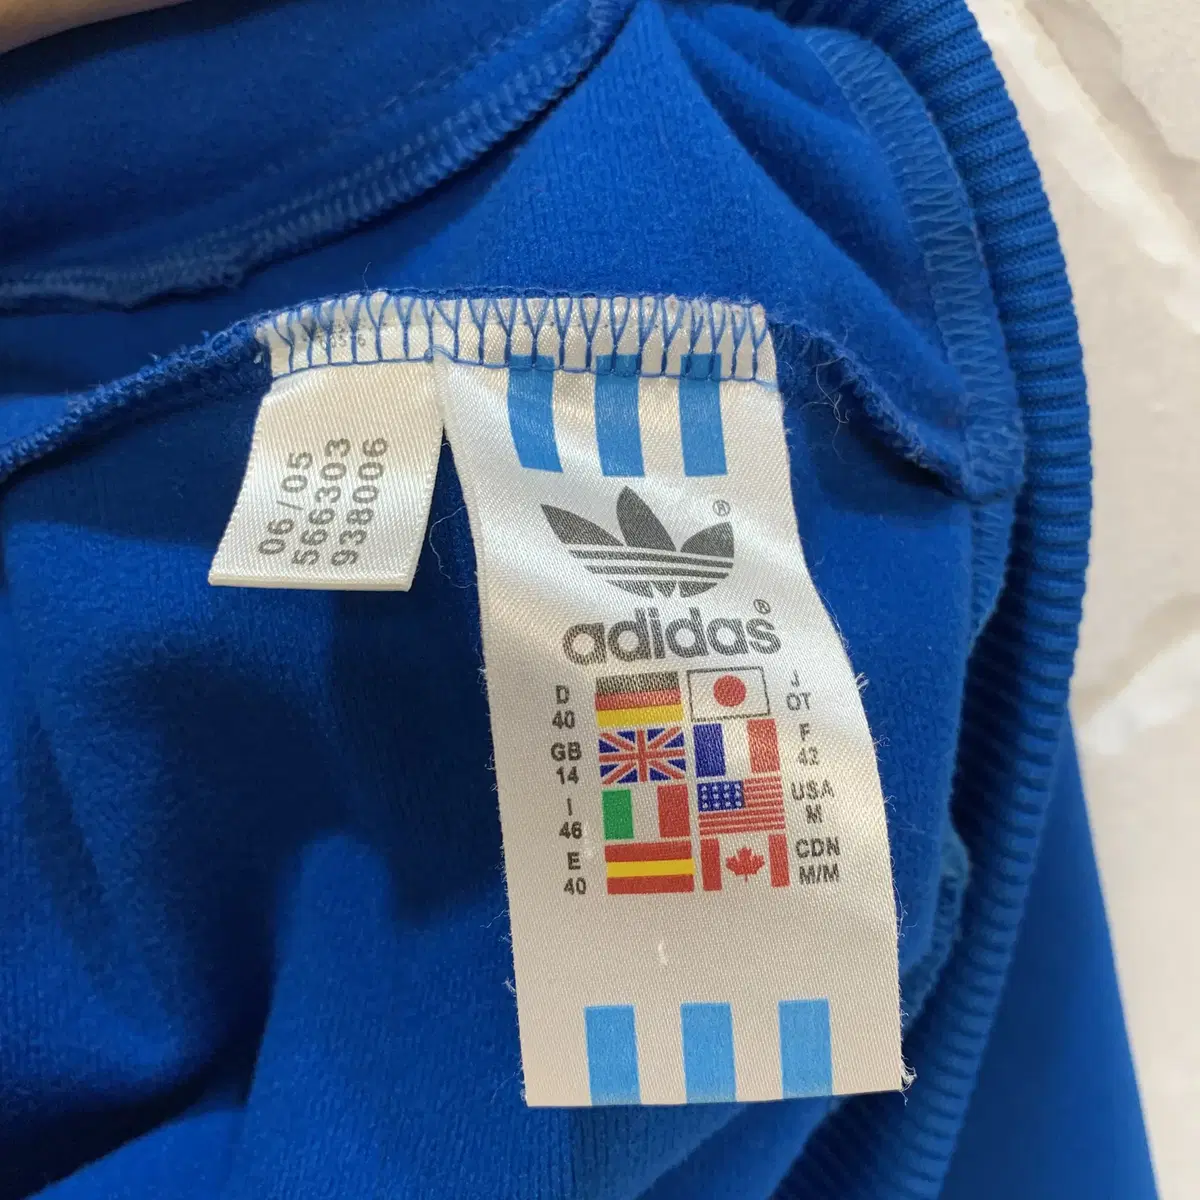 06/05
566303
938006
®
adidas®
D
40
J
OT
GB
14
F
42
I
46
USA
M
E
40
CDN
M/M